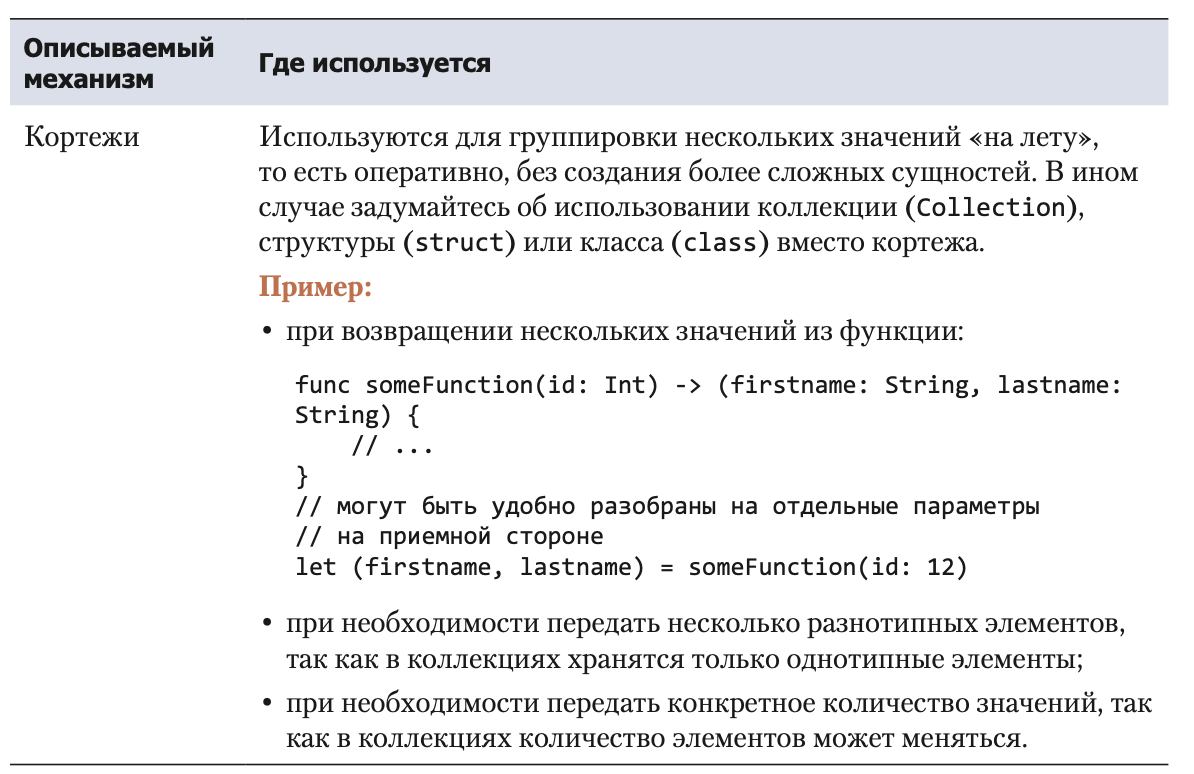 Описываемый
механизм
Где используется
Кортежи
Используются для группировки нескольких значений «на лету»,
то есть оперативно, без создания более сложных сущностей. В ином
случае задумайтесь об использовании коллекции (Collection),
структуры (struct) или класса (class) вместо кортежа.
Пример:
• при возвращении нескольких значений из функции:
func someFunction(id: Int) -> (firstname: String, lastname:
String) {
    // ...
}
// могут быть удобно разобраны на отдельные параметры
// на приемной стороне
let (firstname, lastname) = someFunction(id: 12)
• при необходимости передать несколько разнотипных элементов,
так как в коллекциях хранятся только однотипные элементы;
• при необходимости передать конкретное количество значений, так
как в коллекциях количество элементов может меняться.